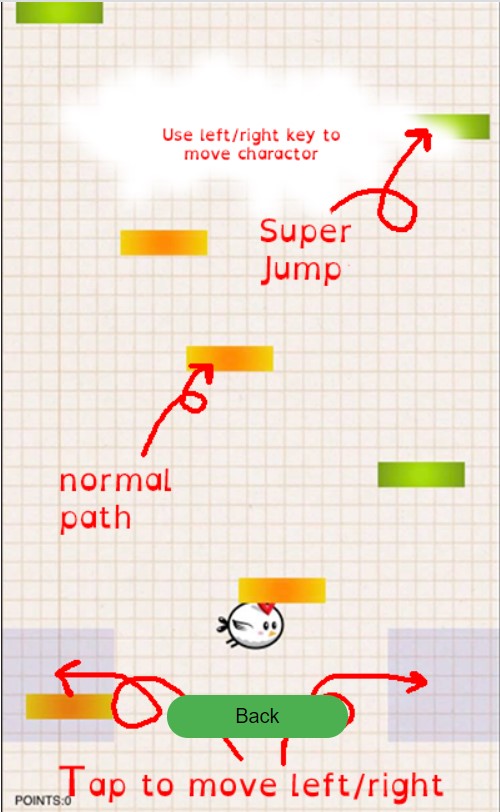 Use left/right key to
move charactor
Super
Jump
normal
path
Back
Tap to move left/right
POINTS:0